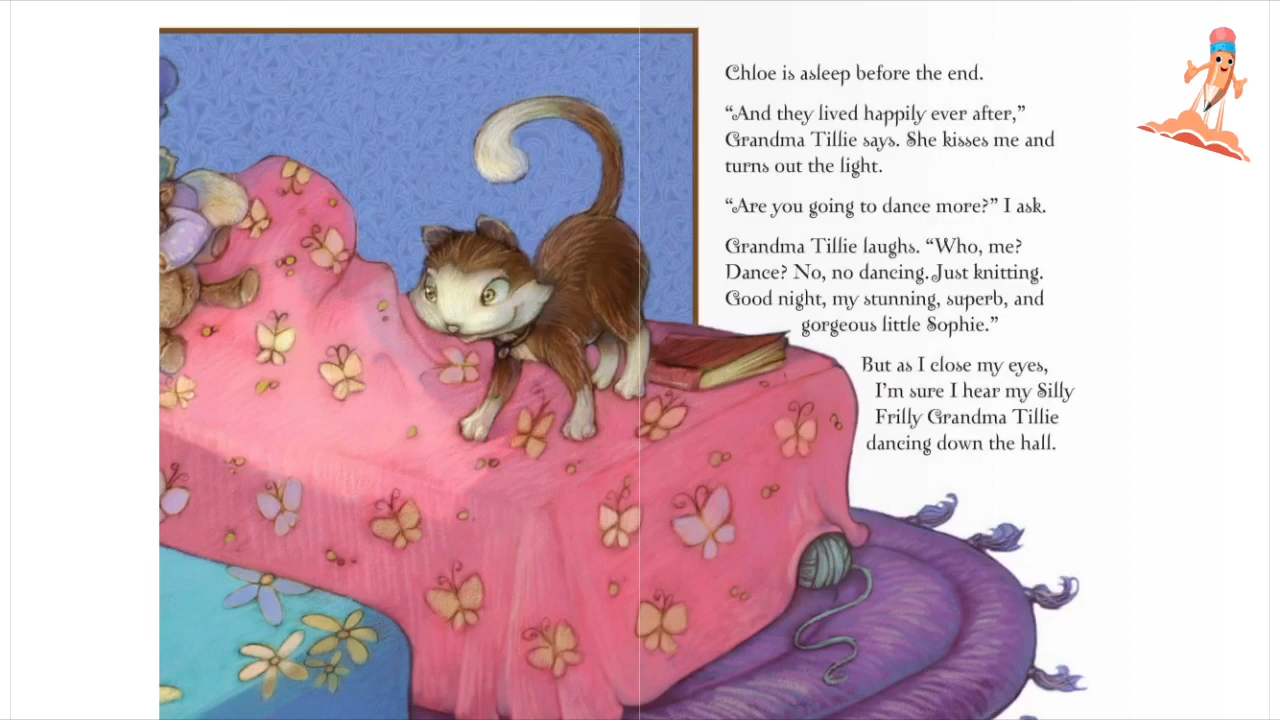 Chloe is asleep before the end.
“And they lived happily ever after,”
Grandma Tillie says. She kisses me and
turns out the light.
“Are you going to dance more?” I ask.
Grandma Tillie laughs. “Who, me?
Dance? No, no dancing. Just knitting.
Good night, my stunning, superb, and
gorgeous little Sophie.”
But as I close my eyes,
I’m sure I hear my Silly
Frilly Grandma Tillie
dancing down the hall.